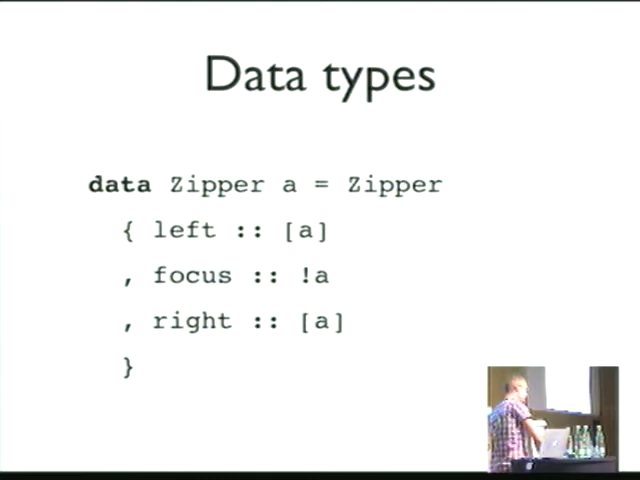 Data types
data Zipper a = Zipper
{ left :: [a]
, focus :: !a
, right :: [a]
}